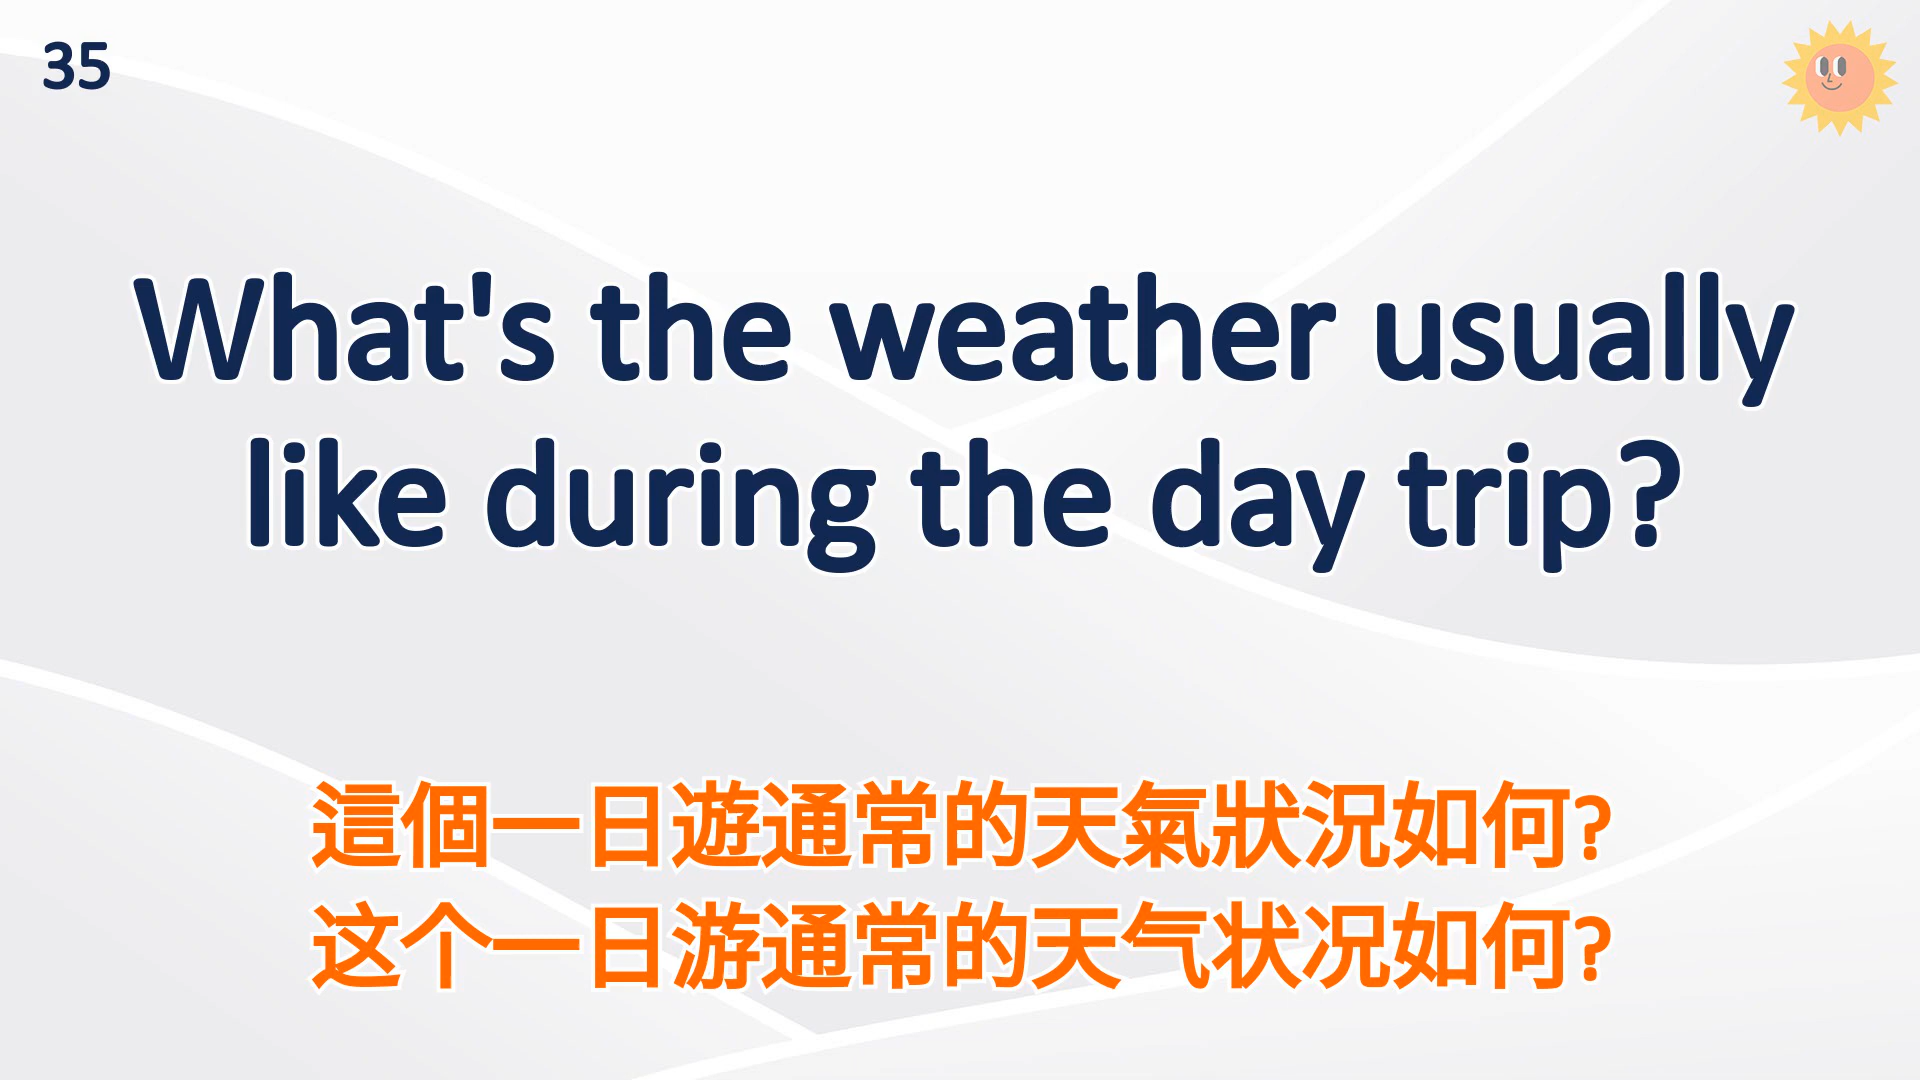 35
What's the weather usually
like during the day trip?
這個一日遊通常的天氣狀況如何?
这个一日游通常的天气状况如何?